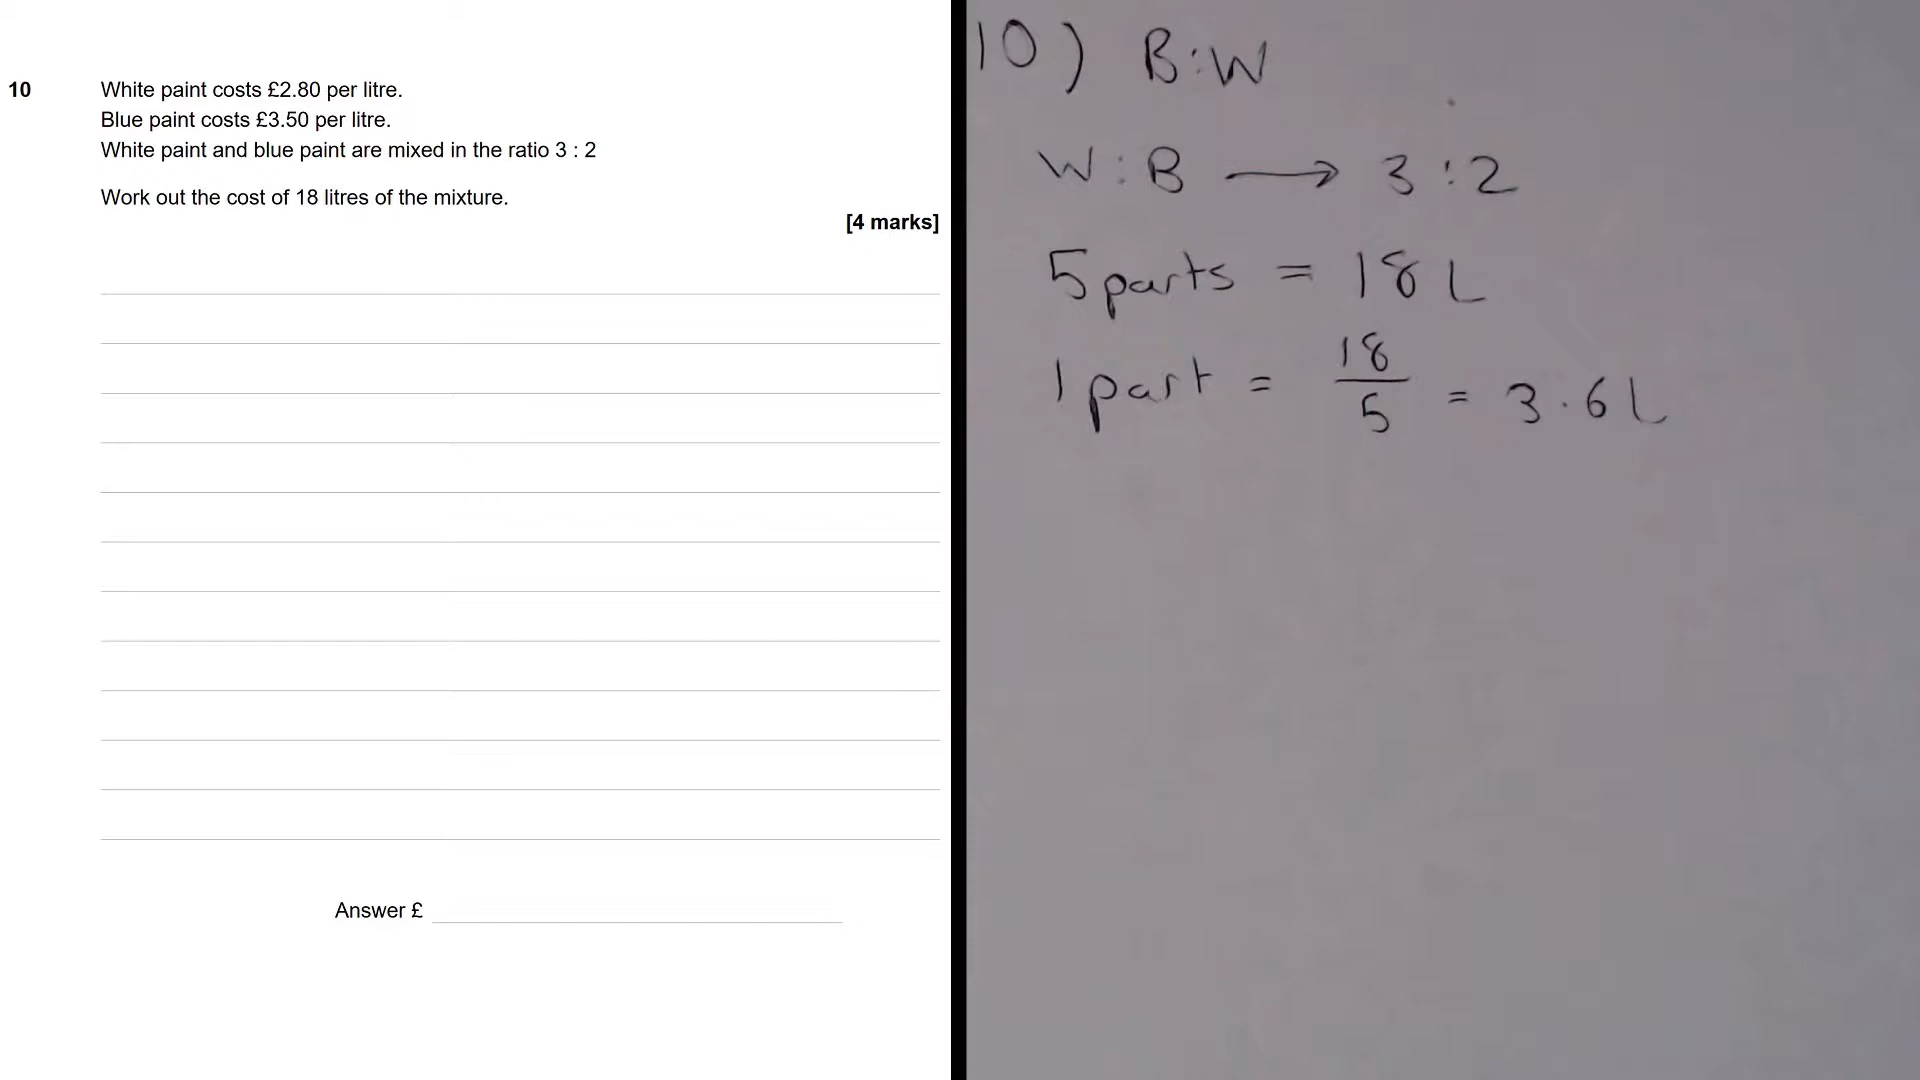 10 White paint costs £2.80 per litre.
Blue paint costs £3.50 per litre.
White paint and blue paint are mixed in the ratio 3 : 2
Work out the cost of 18 litres of the mixture.
[4 marks]
Answer £
10) B:W
W:B → 3:2
5 parts = 18 L
1 part = 18/5 = 3.6 L